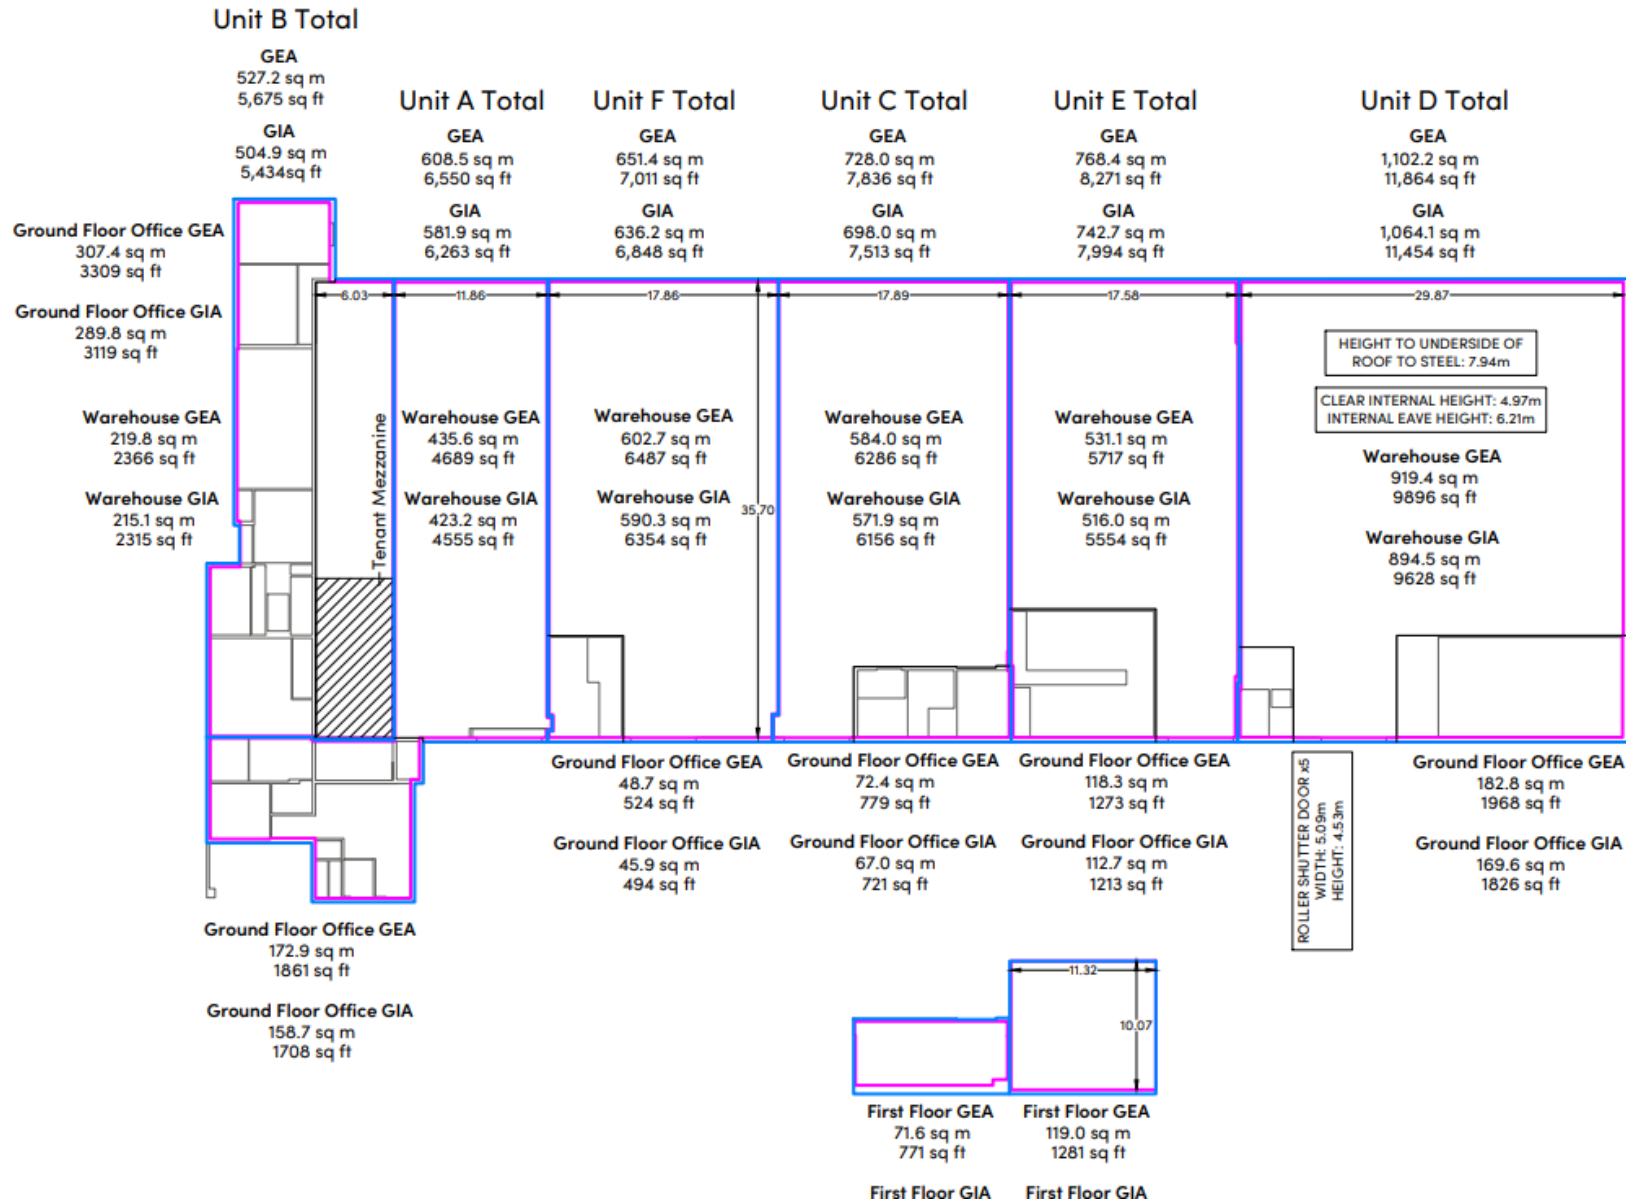 Unit B Total
GEA
527.2 sq m
5,675 sq ft
GIA
504.9 sq m
5,434sq ft
Unit A Total
GEA
608.5 sq m
6,550 sq ft
GIA
581.9 sq m
6,263 sq ft
Unit F Total
GEA
651.4 sq m
7,011 sq ft
GIA
636.2 sq m
6,848 sq ft
Unit C Total
GEA
728.0 sq m
7,836 sq ft
GIA
698.0 sq m
7,513 sq ft
Unit E Total
GEA
768.4 sq m
8,271 sq ft
GIA
742.7 sq m
7,994 sq ft
Unit D Total
GEA
1,102.2 sq m
11,864 sq ft
GIA
1,064.1 sq m
11,454 sq ft
Ground Floor Office GEA
307.4 sq m
3309 sq ft
Ground Floor Office GIA
289.8 sq m
3119 sq ft
Warehouse GEA
219.8 sq m
2366 sq ft
Warehouse GIA
215.1 sq m
2315 sq ft
6.03
11.86
17.86
17.89
17.58
29.87
Tenant Mezzanine
Warehouse GEA
435.6 sq m
4689 sq ft
Warehouse GIA
423.2 sq m
4555 sq ft
Warehouse GEA
602.7 sq m
6487 sq ft
Warehouse GIA
590.3 sq m
6354 sq ft
35.70
Warehouse GEA
584.0 sq m
6286 sq ft
Warehouse GIA
571.9 sq m
6156 sq ft
Warehouse GEA
531.1 sq m
5717 sq ft
Warehouse GIA
516.0 sq m
5554 sq ft
HEIGHT TO UNDERSIDE OF
ROOF TO STEEL: 7.94m
CLEAR INTERNAL HEIGHT: 4.97m
INTERNAL EAVE HEIGHT: 6.21m
Warehouse GEA
919.4 sq m
9896 sq ft
Warehouse GIA
894.5 sq m
9628 sq ft
Ground Floor Office GEA
48.7 sq m
524 sq ft
Ground Floor Office GIA
45.9 sq m
494 sq ft
Ground Floor Office GEA
72.4 sq m
779 sq ft
Ground Floor Office GIA
67.0 sq m
721 sq ft
Ground Floor Office GEA
118.3 sq m
1273 sq ft
Ground Floor Office GIA
112.7 sq m
1213 sq ft
ROLLER SHUTTER DOOR x5
WIDTH: 5.09m
HEIGHT: 4.53m
Ground Floor Office GEA
182.8 sq m
1968 sq ft
Ground Floor Office GIA
169.6 sq m
1826 sq ft
Ground Floor Office GEA
172.9 sq m
1861 sq ft
Ground Floor Office GIA
158.7 sq m
1708 sq ft
11.32
10.07
First Floor GEA
71.6 sq m
771 sq ft
First Floor GIA
First Floor GEA
119.0 sq m
1281 sq ft
First Floor GIA